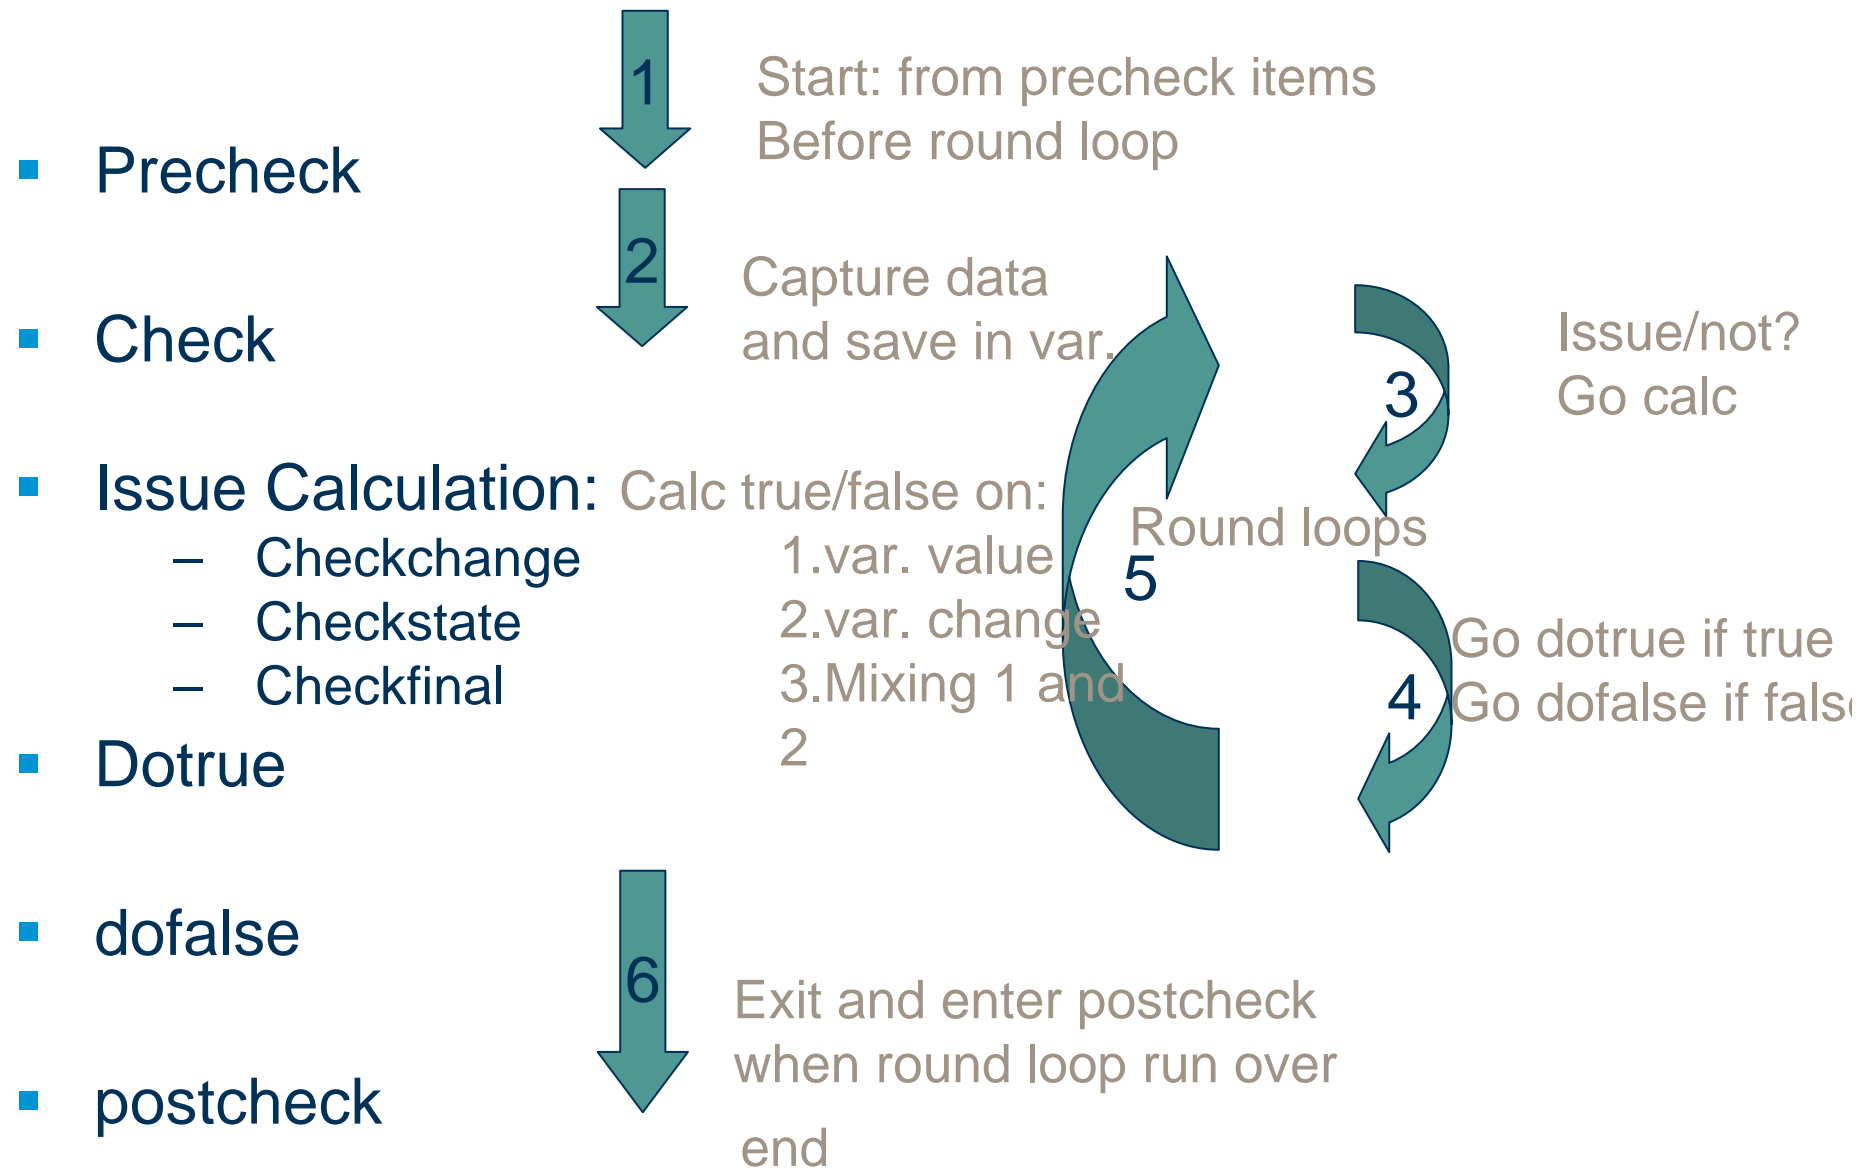 1
Start: from precheck items
Before round loop
▪ Precheck
2
Capture data
and save in var.
▪ Check
3
Issue/not?
Go calc
▪ Issue Calculation: Calc true/false on:
– Checkchange
– Checkstate
– Checkfinal
1.var. value
2.var. change
3.Mixing 1 and
2
Round loops
5
4
Go dotrue if true
Go dofalse if false
▪ Dotrue
▪ dofalse
6
Exit and enter postcheck
when round loop run over
▪ postcheck
end